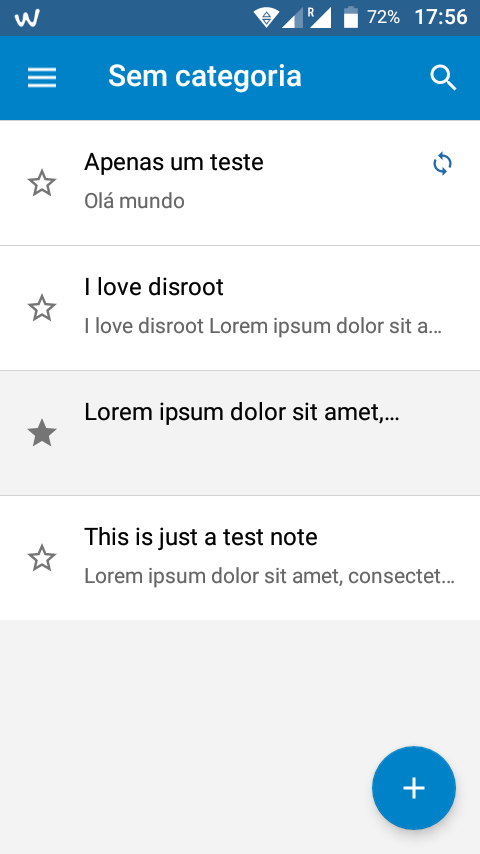 72% 17:56
Sem categoria
Apenas um teste
Olá mundo
I love disroot
I love disroot Lorem ipsum dolor sit a…
Lorem ipsum dolor sit amet,…
This is just a test note
Lorem ipsum dolor sit amet, consectet…